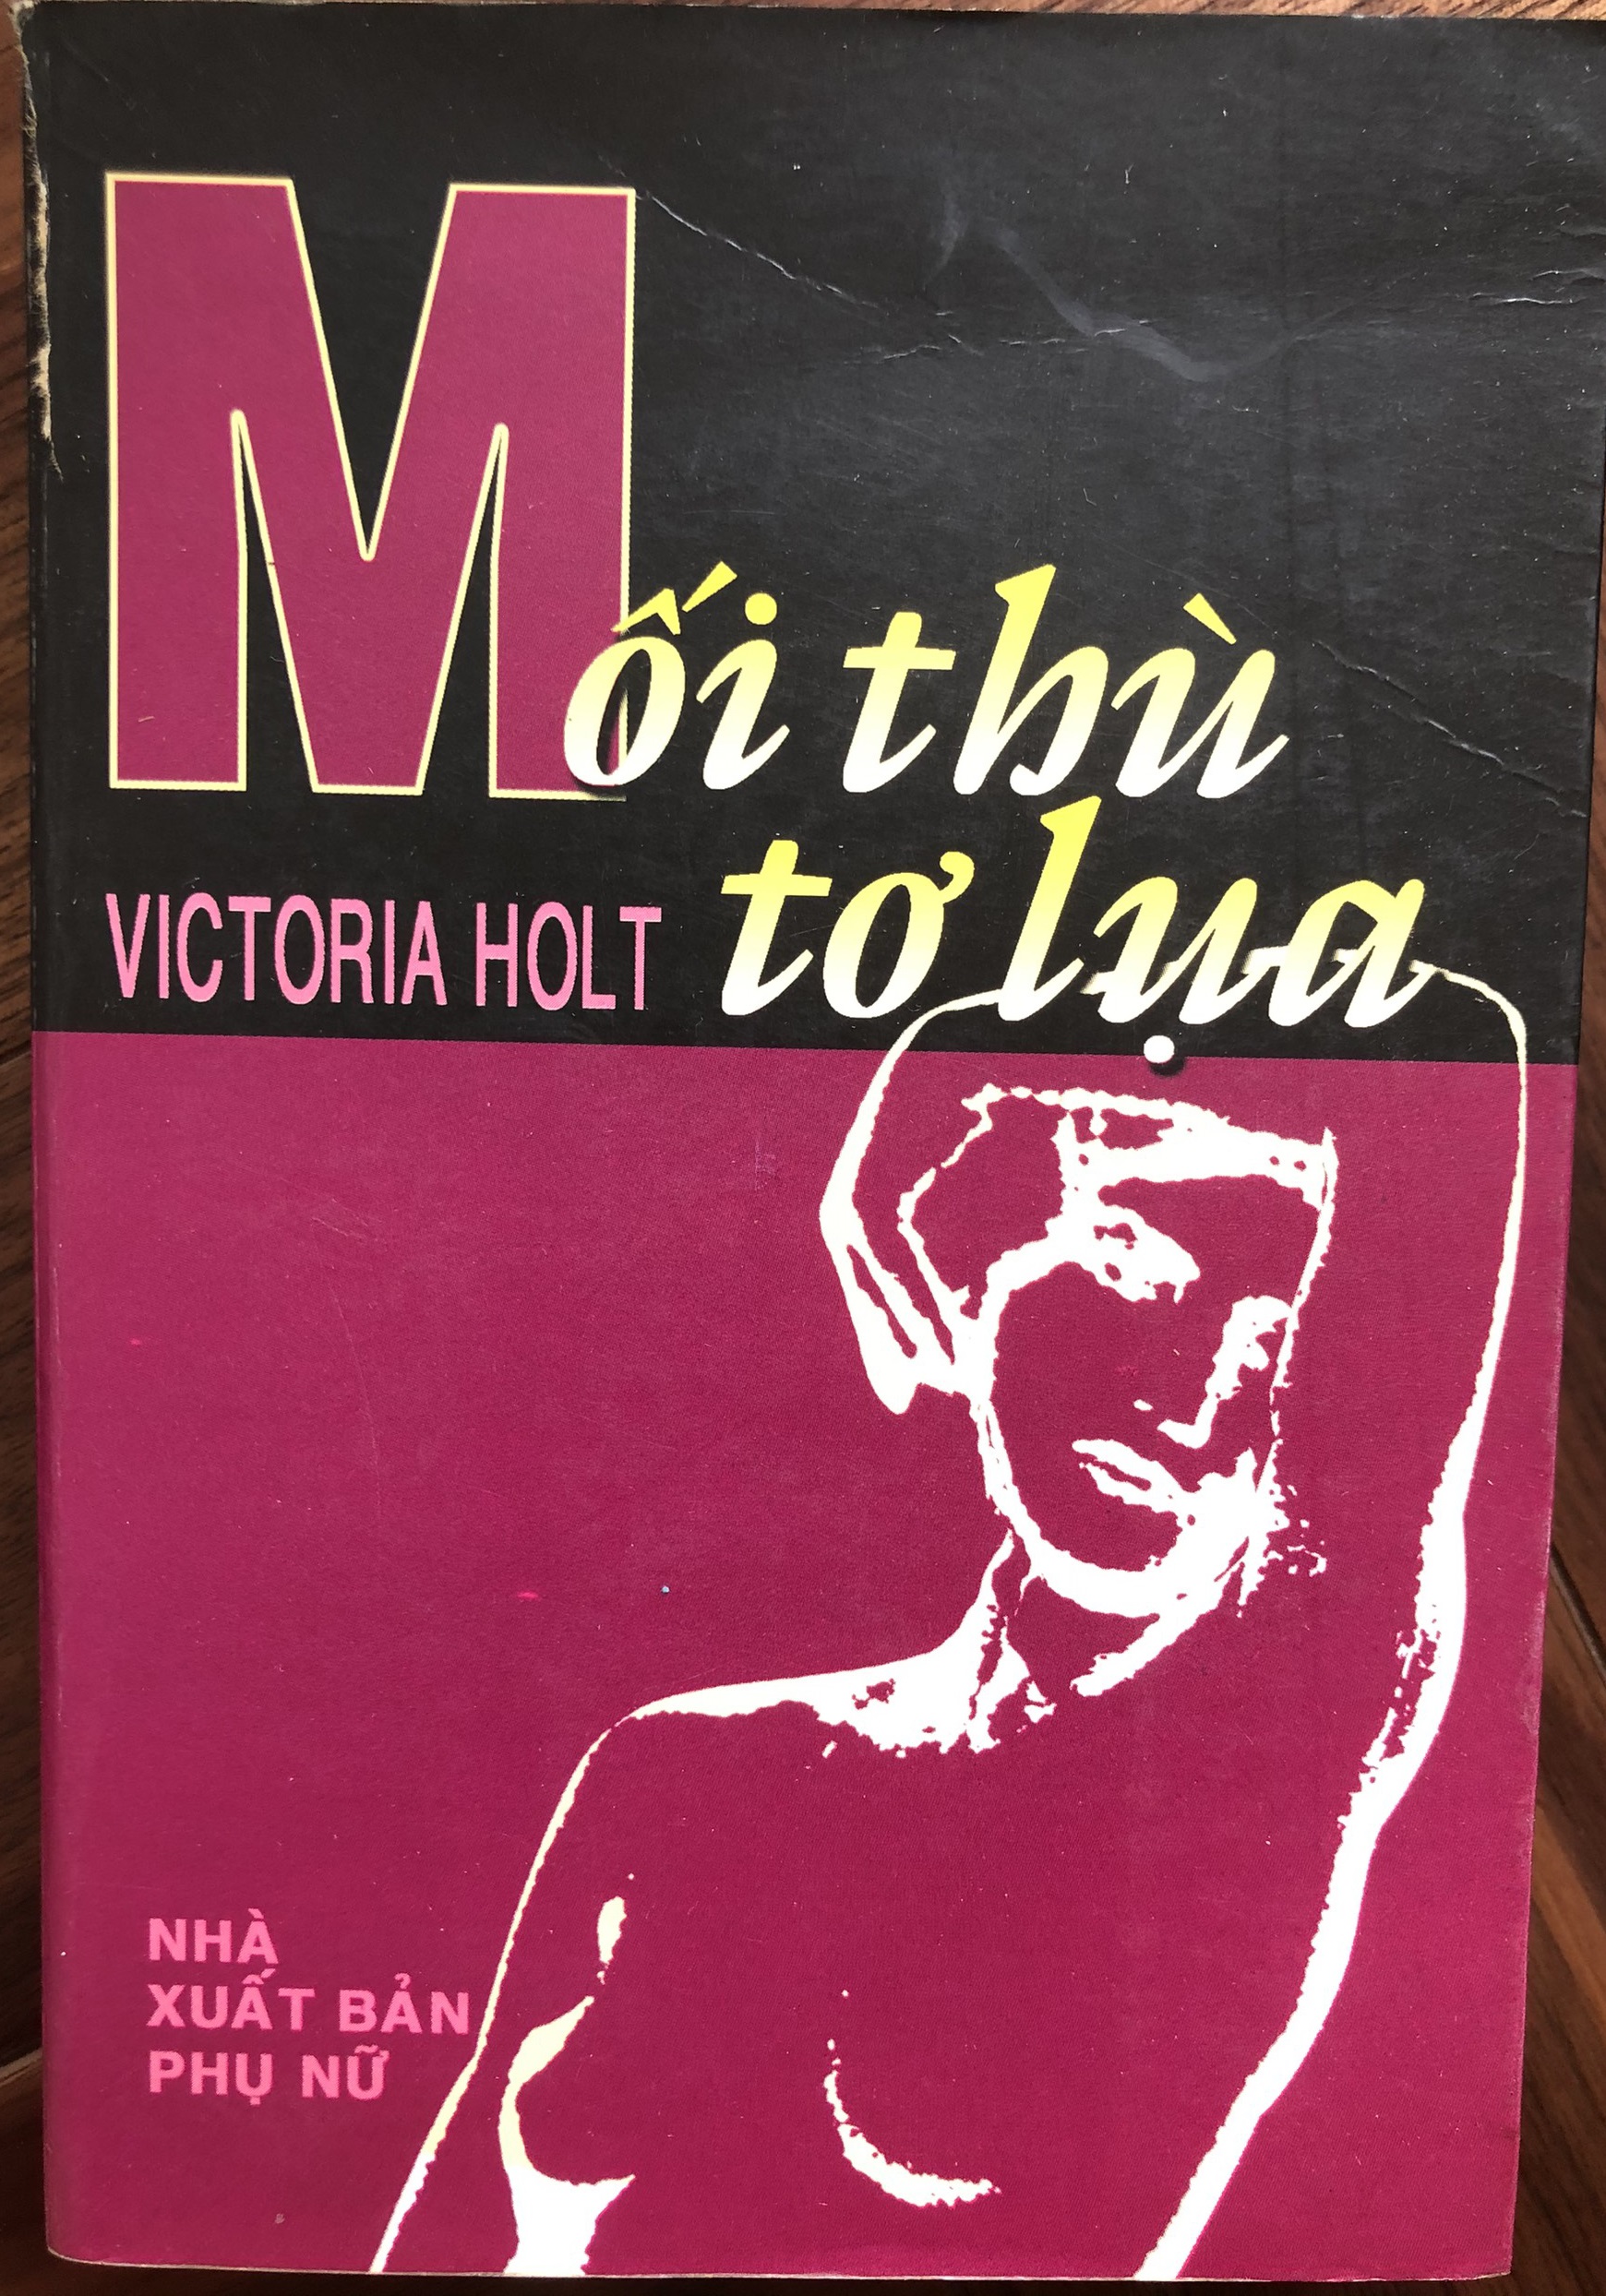 Mối thù
tơ lụa
VICTORIA HOLT
NHÀ
XUẤT BẢN
PHỤ NỮ